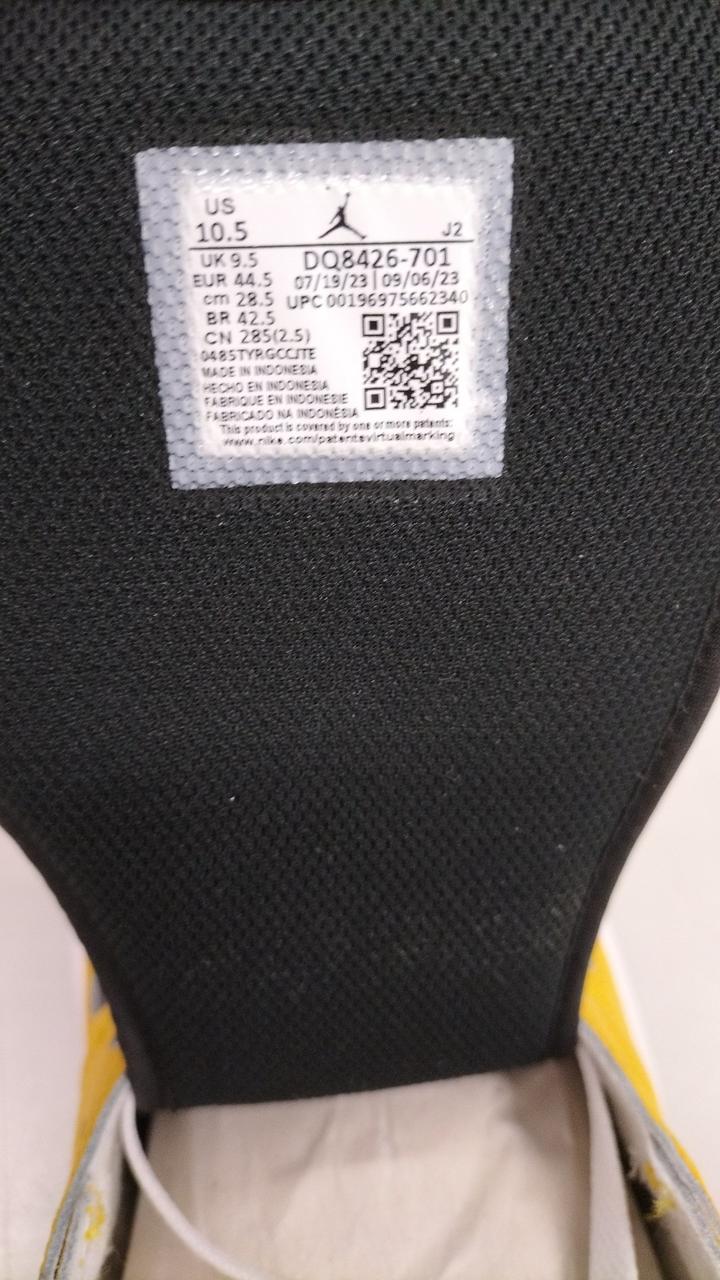 US
10.5 J2
UK 9.5 DQ8426-701
EUR 44.5 07/19/23 | 09/06/23
cm 28.5 UPC 00196975662340
BR 42.5
CN 285(2.5)
0485TYRGCCJTE
MADE IN INDONESIA
HECHO EN INDONESIA
FABRIQUE EN INDONESIE
FABRICADO NA INDONÉSIA
This product is covered by one or more patents:
www.nike.com/patentsvirtualmarking